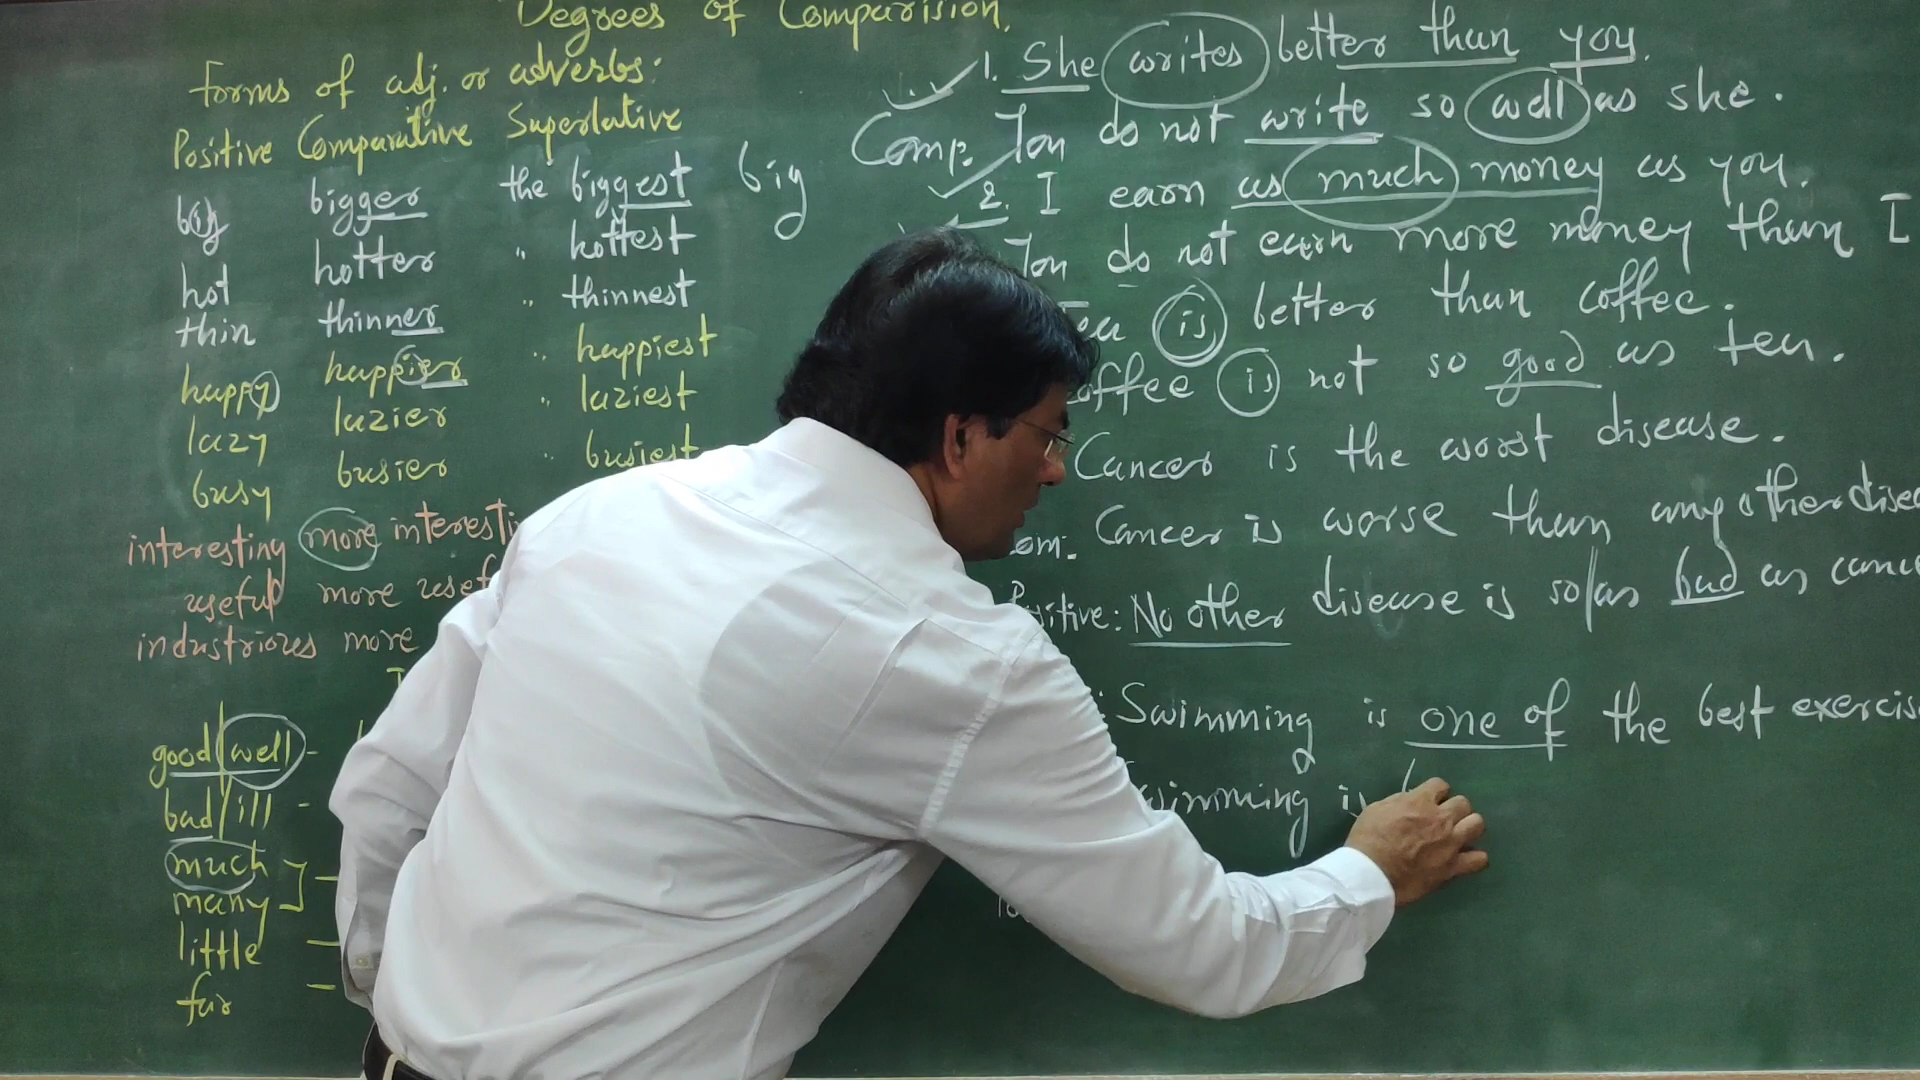 Degrees of Comparision.
Forms of adj. or adverbs:
Positive Comparative Superlative
big bigger the biggest big
hot hotter " hottest
thin thinner " thinnest
happy happier " happiest
lazy lazier " laziest
busy busier " busiest
interesting more interesti
useful more usef
industrioues more
good/well -
bad/ill -
much
many
little -
far -
1. She writes better than you.
Comp. You do not write so well as she.
2. I earn as much money as you.
You do not earn more money than I
Tea is better than coffee.
offee is not so good as tea.
Cancer is the worst disease.
om: Cancer is worse than any other disea
ositive: No other disease is so/as bad as cance
Swimming is one of the best exercis
wimming is